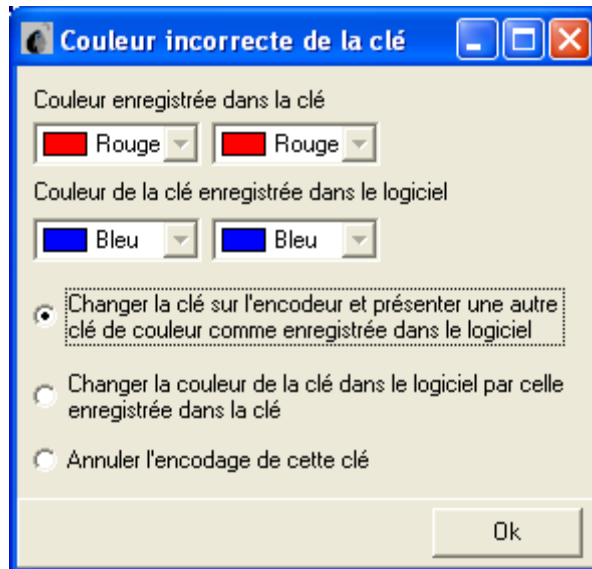 Couleur incorrecte de la clé
Couleur enregistrée dans la clé
Rouge Rouge
Couleur de la clé enregistrée dans le logiciel
Bleu Bleu
Changer la clé sur l'encodeur et présenter une autre
clé de couleur comme enregistrée dans le logiciel
Changer la couleur de la clé dans le logiciel par celle
enregistrée dans la clé
Annuler l'encodage de cette clé
Ok